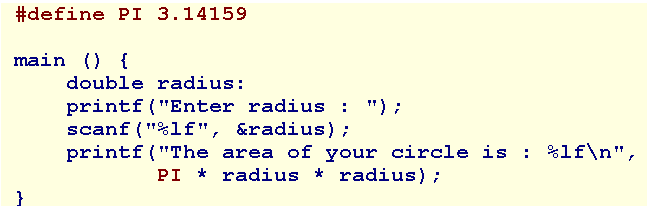 #define PI 3.14159
main () {
double radius:
printf("Enter radius : ");
scanf("%lf", &radius);
printf("The area of your circle is : %lf\n",
PI * radius * radius);
}